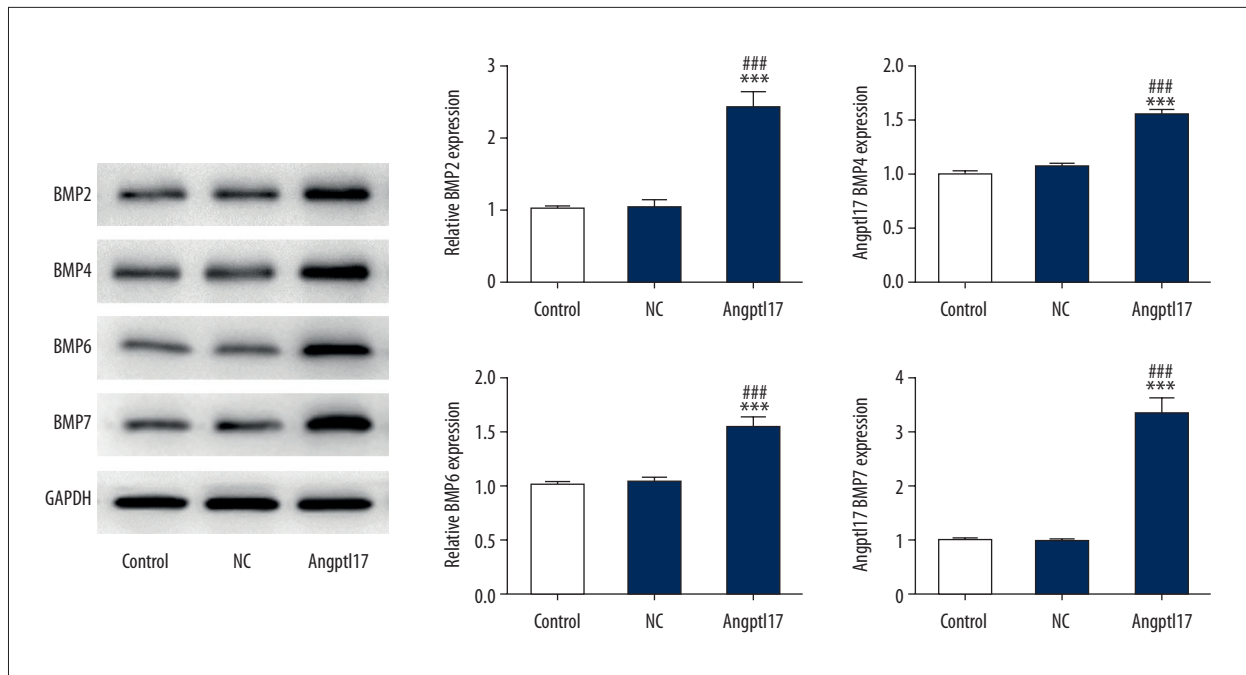 BMP2
BMP4
BMP6
BMP7
GAPDH
Control NC Angptl17
Relative BMP2 expression
3
2
1
0
###
***
Control NC Angptl17
Angptl17 BMP4 expression
2.0
1.5
1.0
0.5
0.0
###
***
Control NC Angptl17
Relative BMP6 expression
2.0
1.5
1.0
0.5
0.0
###
***
Control NC Angptl17
Angptl17 BMP7 expression
4
3
2
1
0
###
***
Control NC Angptl17